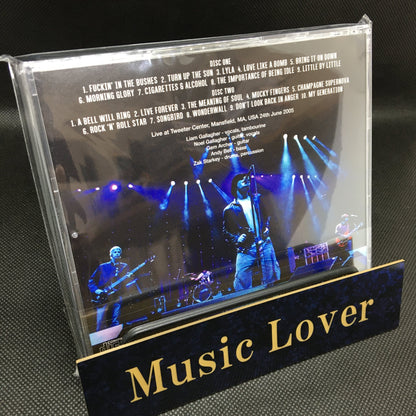 DISC ONE
1. FUCKIN' IN THE BUSHES 2. TURN UP THE SUN 3. LYLA 4. LOVE LIKE A BOMB 5. BRING IT ON DOWN
6. MORNING GLORY 7. CIGARETTES & ALCOHOL 8. THE IMPORTANCE OF BEING IDLE 9. LITTLE BY LITTLE
DISC TWO
1. A BELL WILL RING 2. LIVE FOREVER 3. THE MEANING OF SOUL 4. MUCKY FINGERS 5. CHAMPAGNE SUPERNOVA
6. ROCK 'N' ROLL STAR 7. SONGBIRD 8. WONDERWALL 9. DON'T LOOK BACK IN ANGER 10. MY GENERATION
Live at Tweeter Center, Mansfield, MA, USA 24th June 2005
Liam Gallagher - vocals, tambourine
Noel Gallagher - guitar, vocals
Gem Archer - guitar
Andy Bell - bass
Zak Starkey - drums, percussion
Music Lover